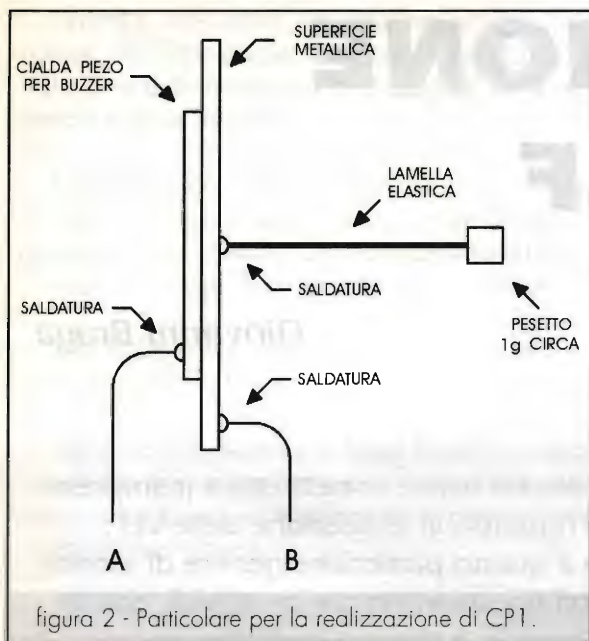 IONE
F
SUPERFICIE
METALLICA
CIALDA PIEZO
PER BUZZER
LAMELLA
ELASTICA
SALDATURA
SALDATURA
PESETTO
1g CIRCA
SALDATURA
A
B
figura 2 - Particolare per la realizzazione di CP1.